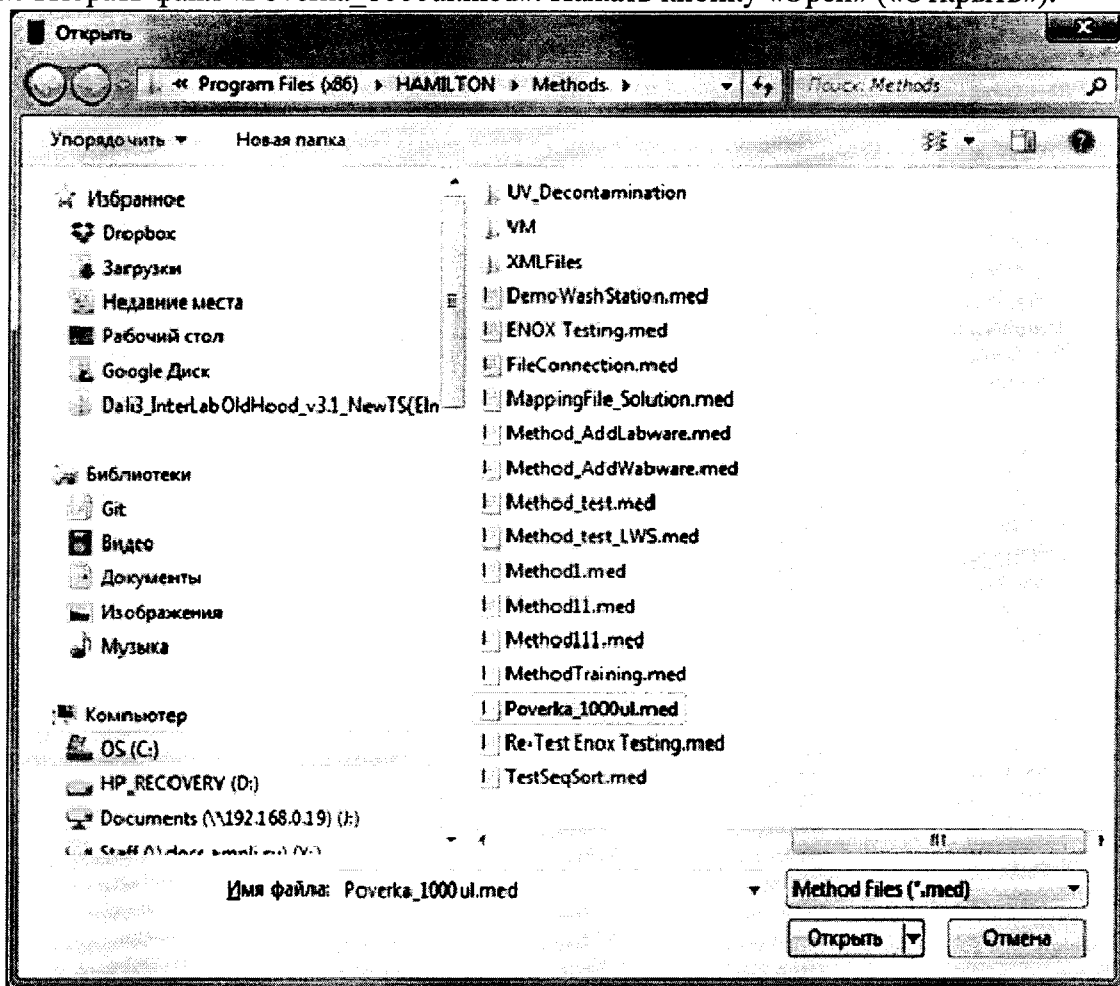 «Открыть»).
Открыть
« Program Files (x86) ▸ HAMILTON ▸ Methods ▸
Поиск: Methods
Упорядочить ▼ Новая папка
Избранное
Dropbox
Загрузки
Недавние места
Рабочий стол
Google Диск
Dali3_InterLabOldHood_v3.1_NewTS(EIn
Библиотеки
Git
Видео
Документы
Изображения
Музыка
Компьютер
OS (C:)
HP_RECOVERY (D:)
Documents (\\192.168.0.19) (J:)
UV_Decontamination
VM
XMLFiles
DemoWashStation.med
ENOX Testing.med
FileConnection.med
MappingFile_Solution.med
Method_AddLabware.med
Method_AddWabware.med
Method_test.med
Method_test_LWS.med
Method1.med
Method11.med
Method111.med
MethodTraining.med
Poverka_1000ul.med
Re-Test Enox Testing.med
TestSeqSort.med
Имя файла: Poverka_1000ul.med
Method Files (*.med)
Открыть
Отмена